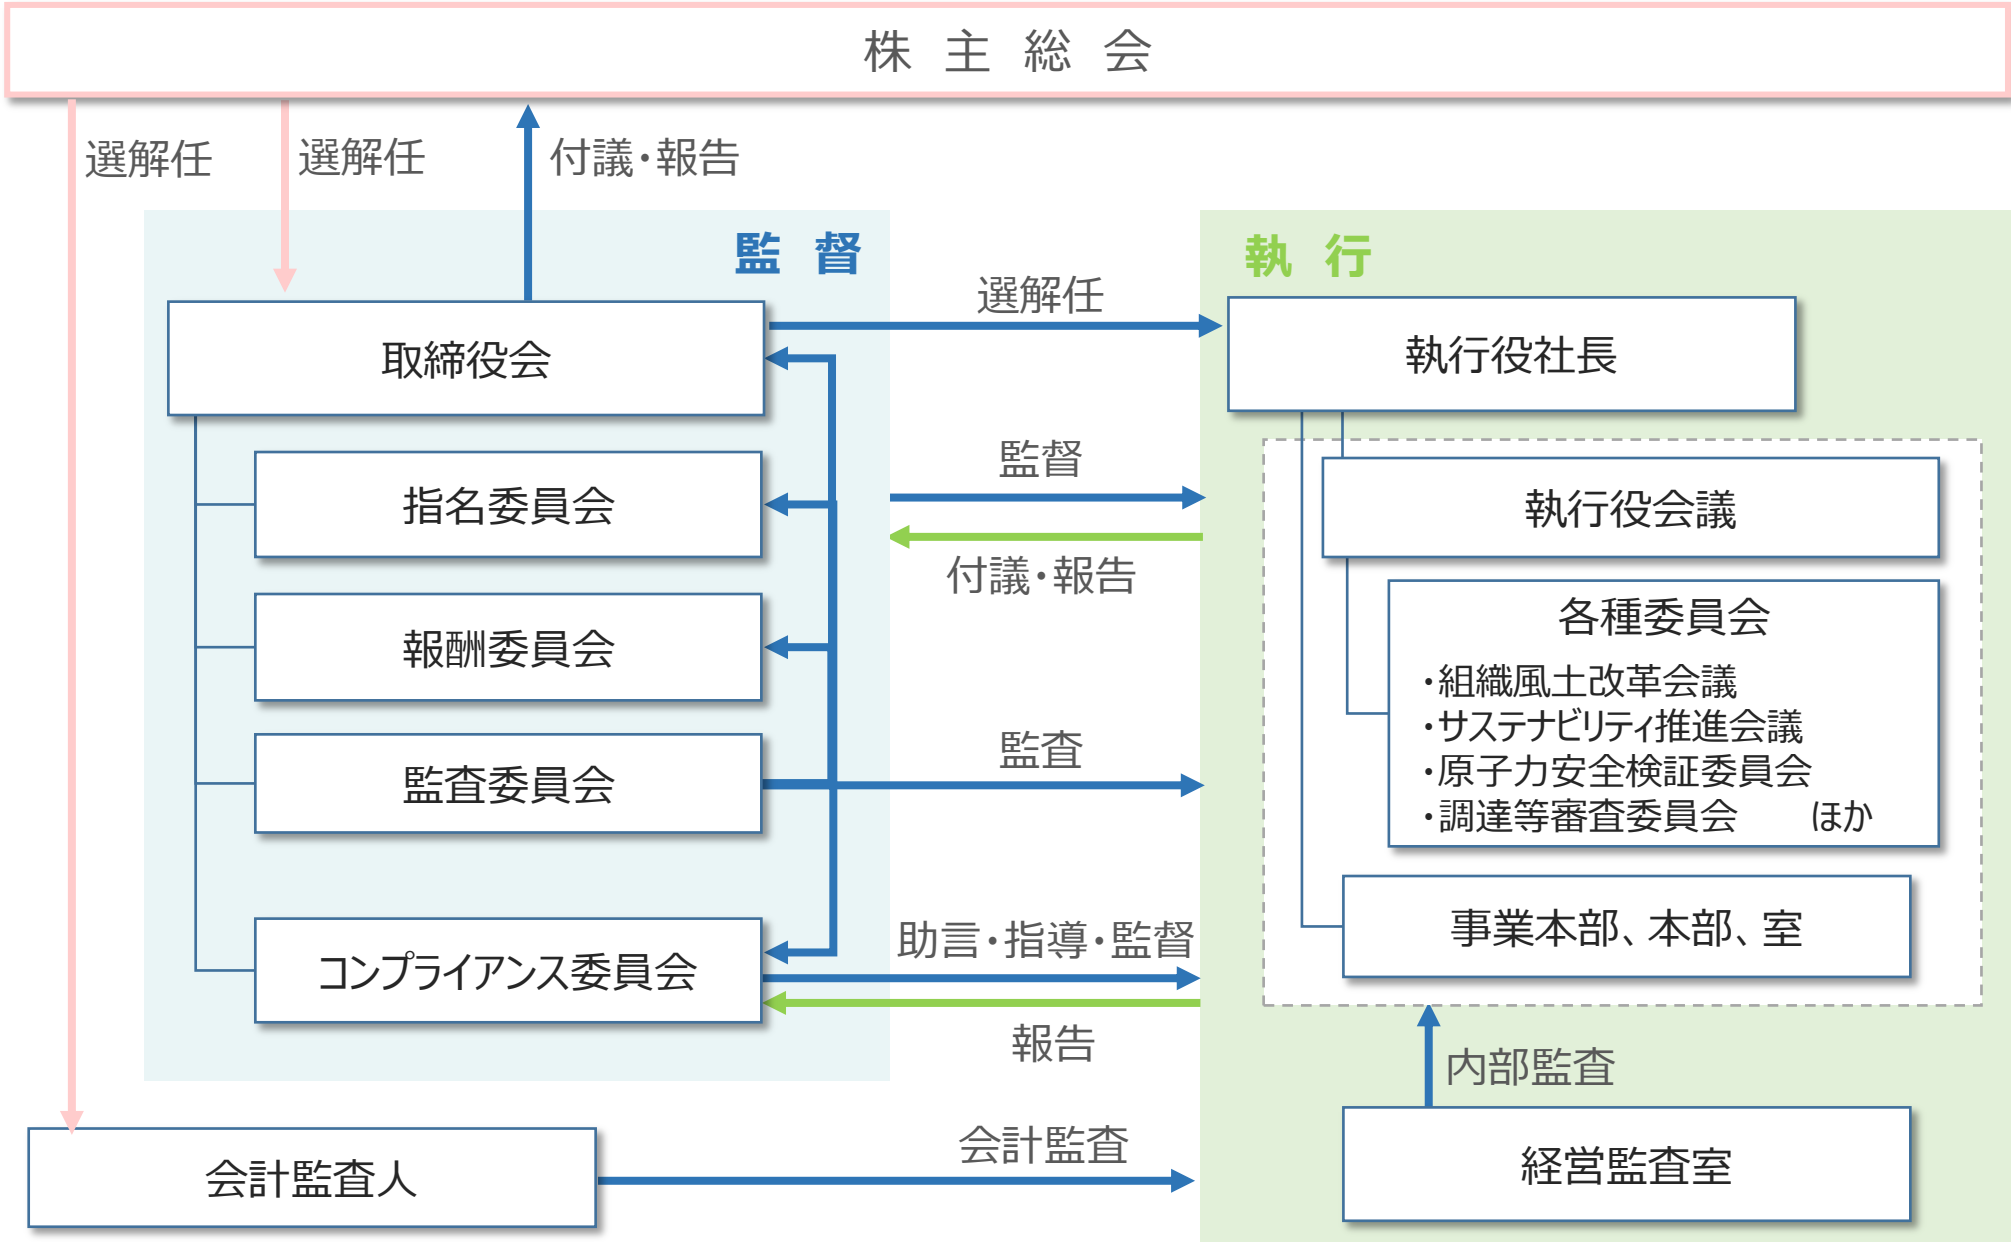 株 主 総 会
選解任
選解任
付議・報告
監 督
執 行
選解任
取締役会
執行役社長
監督
付議・報告
指名委員会
執行役会議
報酬委員会
各種委員会
・組織風土改革会議
・サステナビリティ推進会議
・原子力安全検証委員会
・調達等審査委員会 ほか
監査
監査委員会
事業本部、本部、室
助言・指導・監督
コンプライアンス委員会
報告
内部監査
会計監査
会計監査人
経営監査室